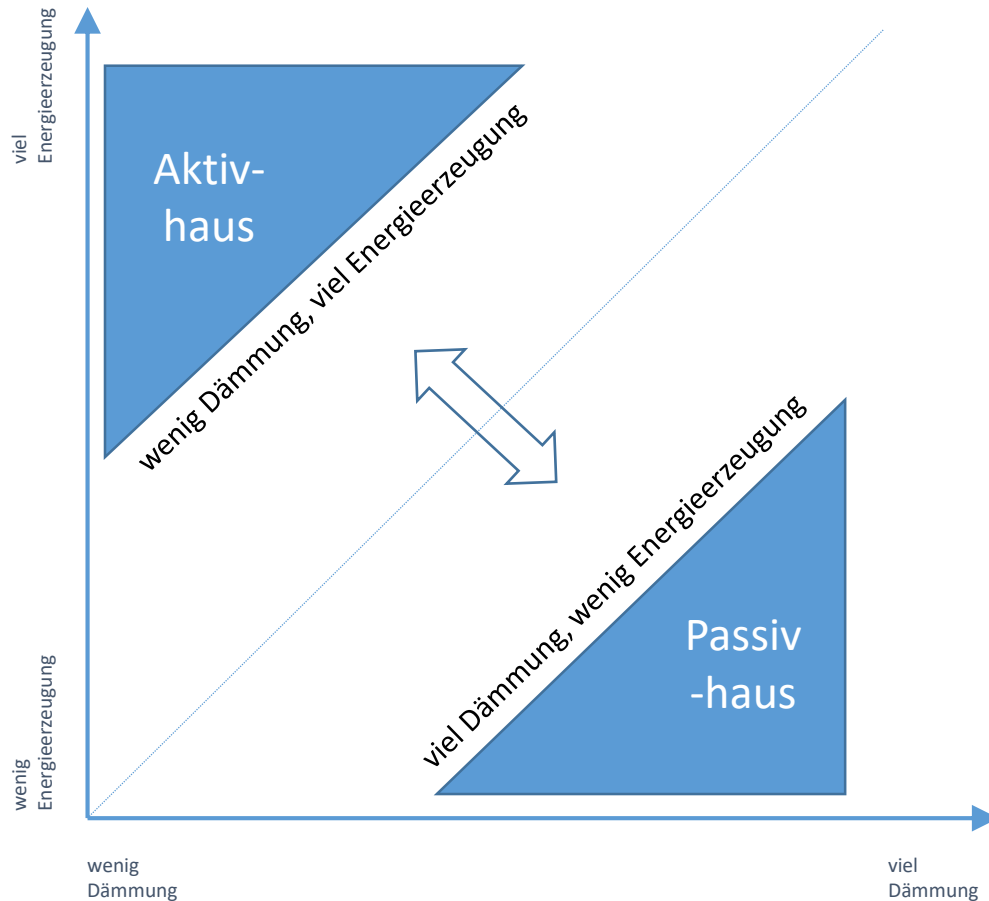 viel
Energieerzeugung
Aktiv-
haus
wenig Dämmung, viel Energieerzeugung
viel Dämmung, wenig Energieerzeugung
Passiv
-haus
wenig
Energieerzeugung
wenig
Dämmung
viel
Dämmung